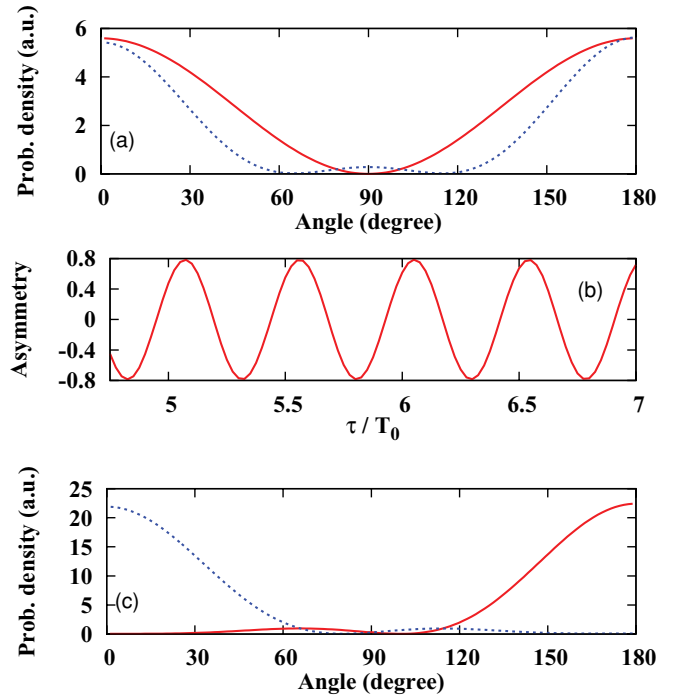 Prob. density (a.u.)
6
4
2
0
(a)
0 30 60 90 120 150 180
Angle (degree)
Asymmetry
0.8
0.4
0
-0.4
-0.8
(b)
5 5.5 6 6.5 7
τ / T₀
Prob. density (a.u.)
25
20
15
10
5
0
(c)
0 30 60 90 120 150 180
Angle (degree)